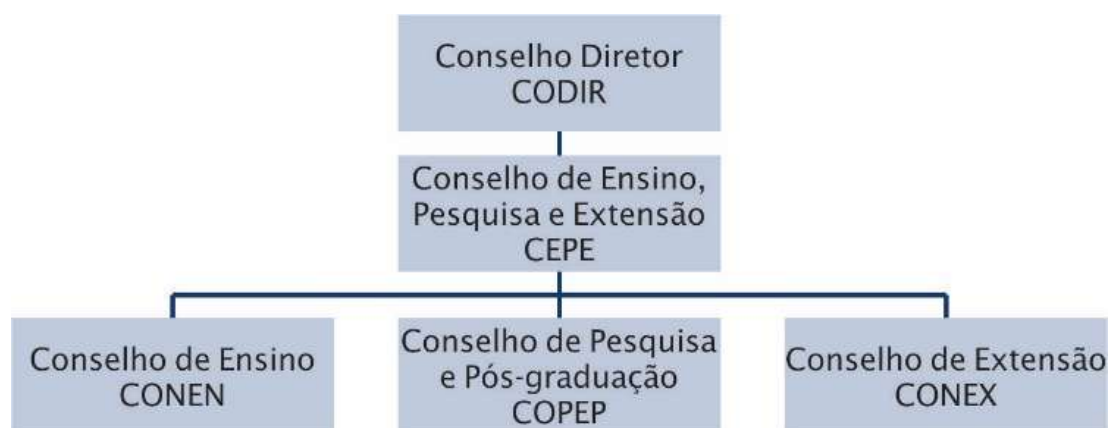 Conselho Diretor
CODIR
Conselho de Ensino,
Pesquisa e Extensão
CEPE
Conselho de Ensino
CONEN
Conselho de Pesquisa
e Pós-graduação
COPEP
Conselho de Extensão
CONEX